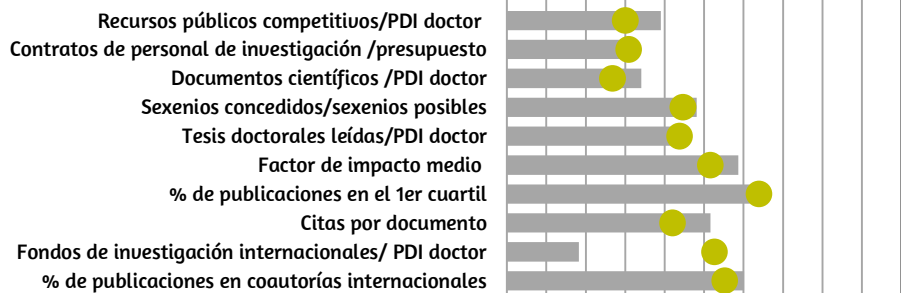 Recursos públicos competitivos/PDI doctor
Contratos de personal de investigación /presupuesto
Documentos científicos /PDI doctor
Sexenios concedidos/sexenios posibles
Tesis doctorales leídas/PDI doctor
Factor de impacto medio
% de publicaciones en el 1er cuartil
Citas por documento
Fondos de investigación internacionales/ PDI doctor
% de publicaciones en coautorías internacionales